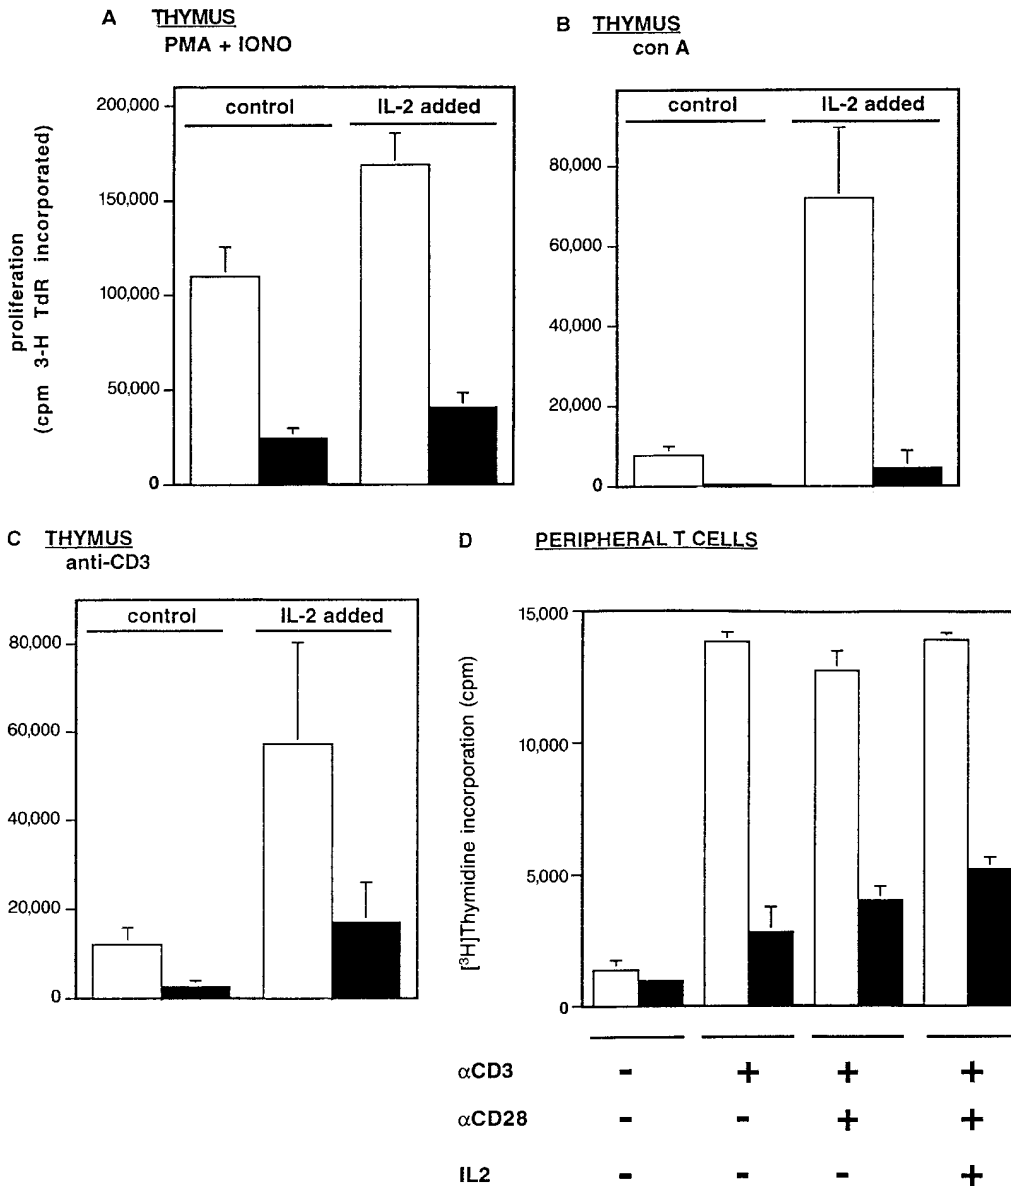 A THYMUS
PMA + IONO
control IL-2 added
proliferation
(cpm 3-H TdR incorporated)
200,000
150,000
100,000
50,000
0
B THYMUS
con A
control IL-2 added
80,000
60,000
40,000
20,000
0
C THYMUS
anti-CD3
control IL-2 added
80,000
60,000
40,000
20,000
0
D PERIPHERAL T CELLS
[³H]Thymidine incorporation (cpm)
15,000
10,000
5,000
0
αCD3 - + + +
αCD28 - - + +
IL2 - - - +